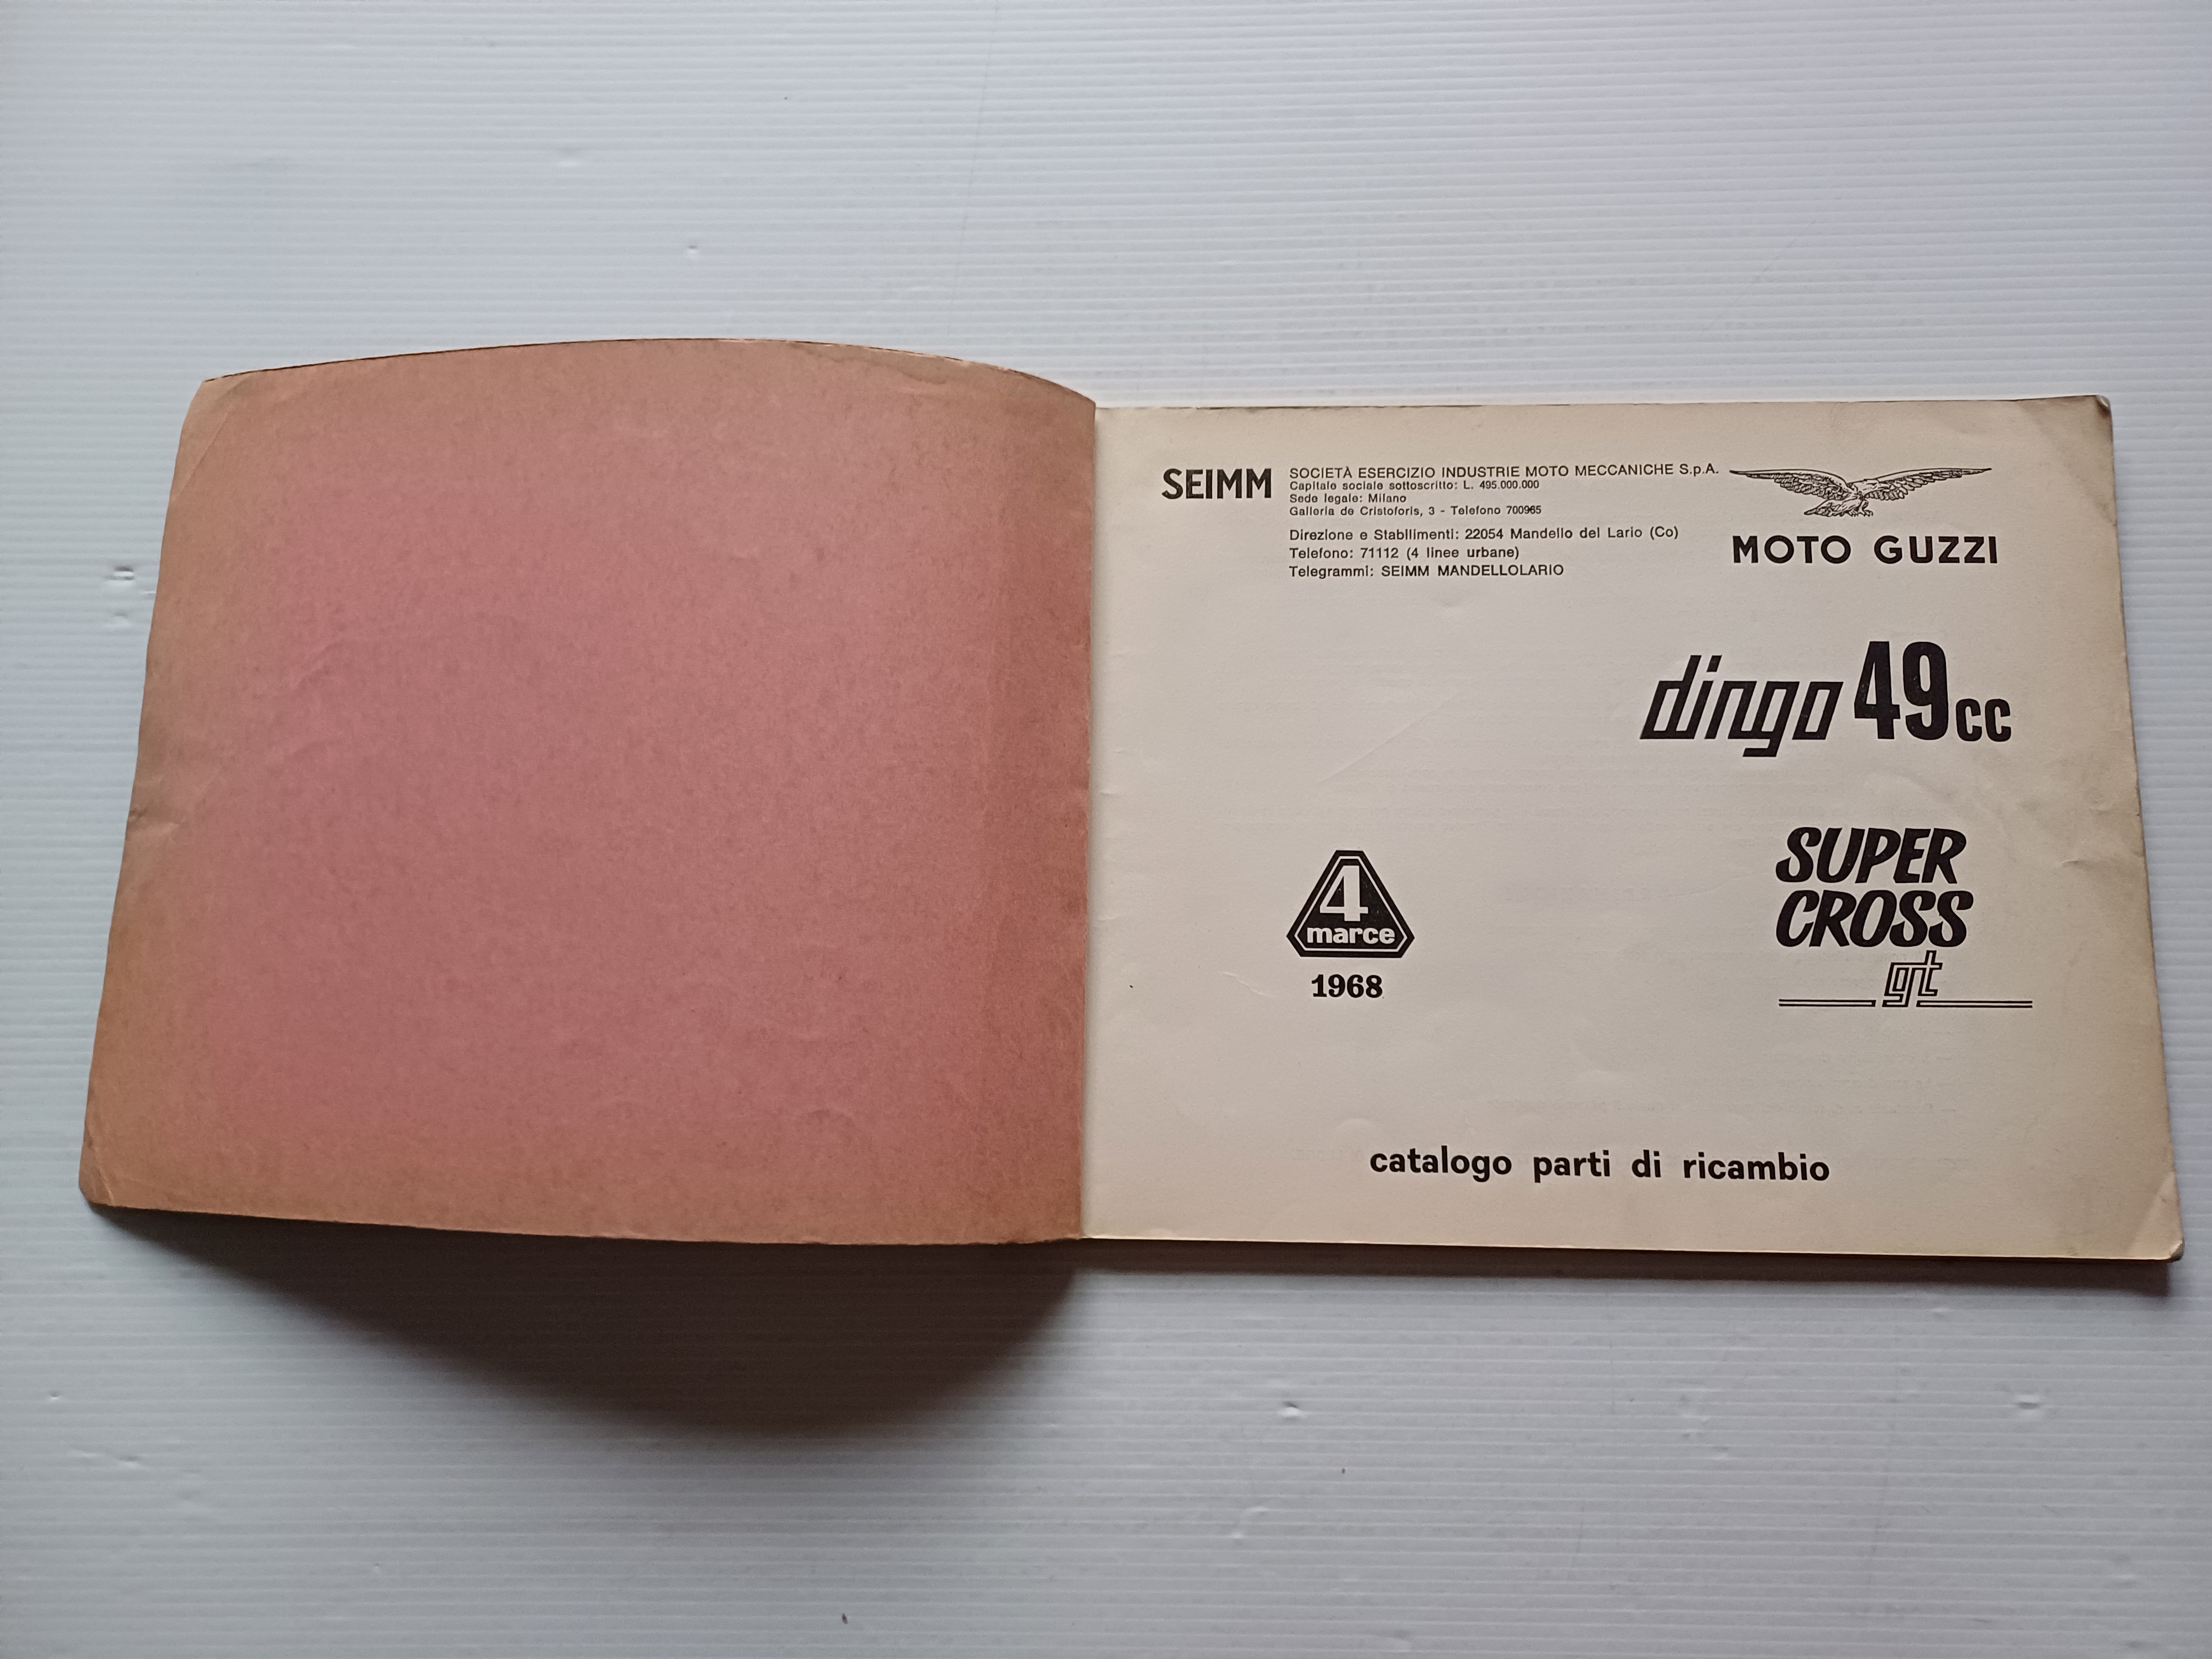 SEIMM
SOCIETÀ ESERCIZIO INDUSTRIE MOTO MECCANICHE S.p.A.
Capitale sociale sottoscritto: L. 495.000.000
Sede legale: Milano
Galleria de Cristoforis, 3 - Telefono 700965
Direzione e Stabilimenti: 22054 Mandello del Lario (Co)
Telefono: 71112 (4 linee urbane)
Telegrammi: SEIMM MANDELLOLARIO
MOTO GUZZI
dingo 49cc
SUPER
CROSS
gt
4
marce
1968
catalogo parti di ricambio